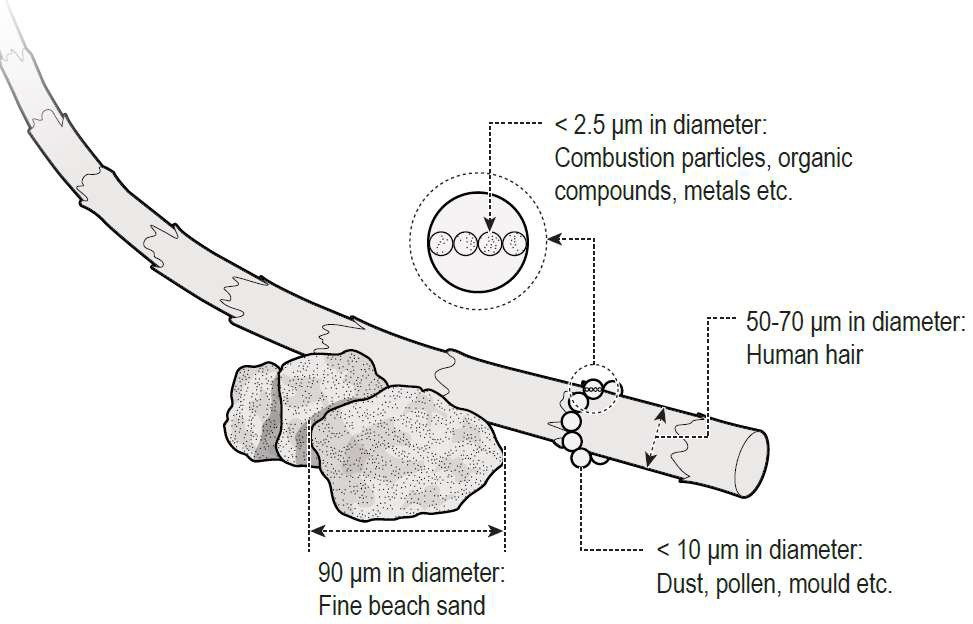 < 2.5 µm in diameter:
Combustion particles, organic
compounds, metals etc.
50-70 µm in diameter:
Human hair
90 µm in diameter:
Fine beach sand
< 10 µm in diameter:
Dust, pollen, mould etc.